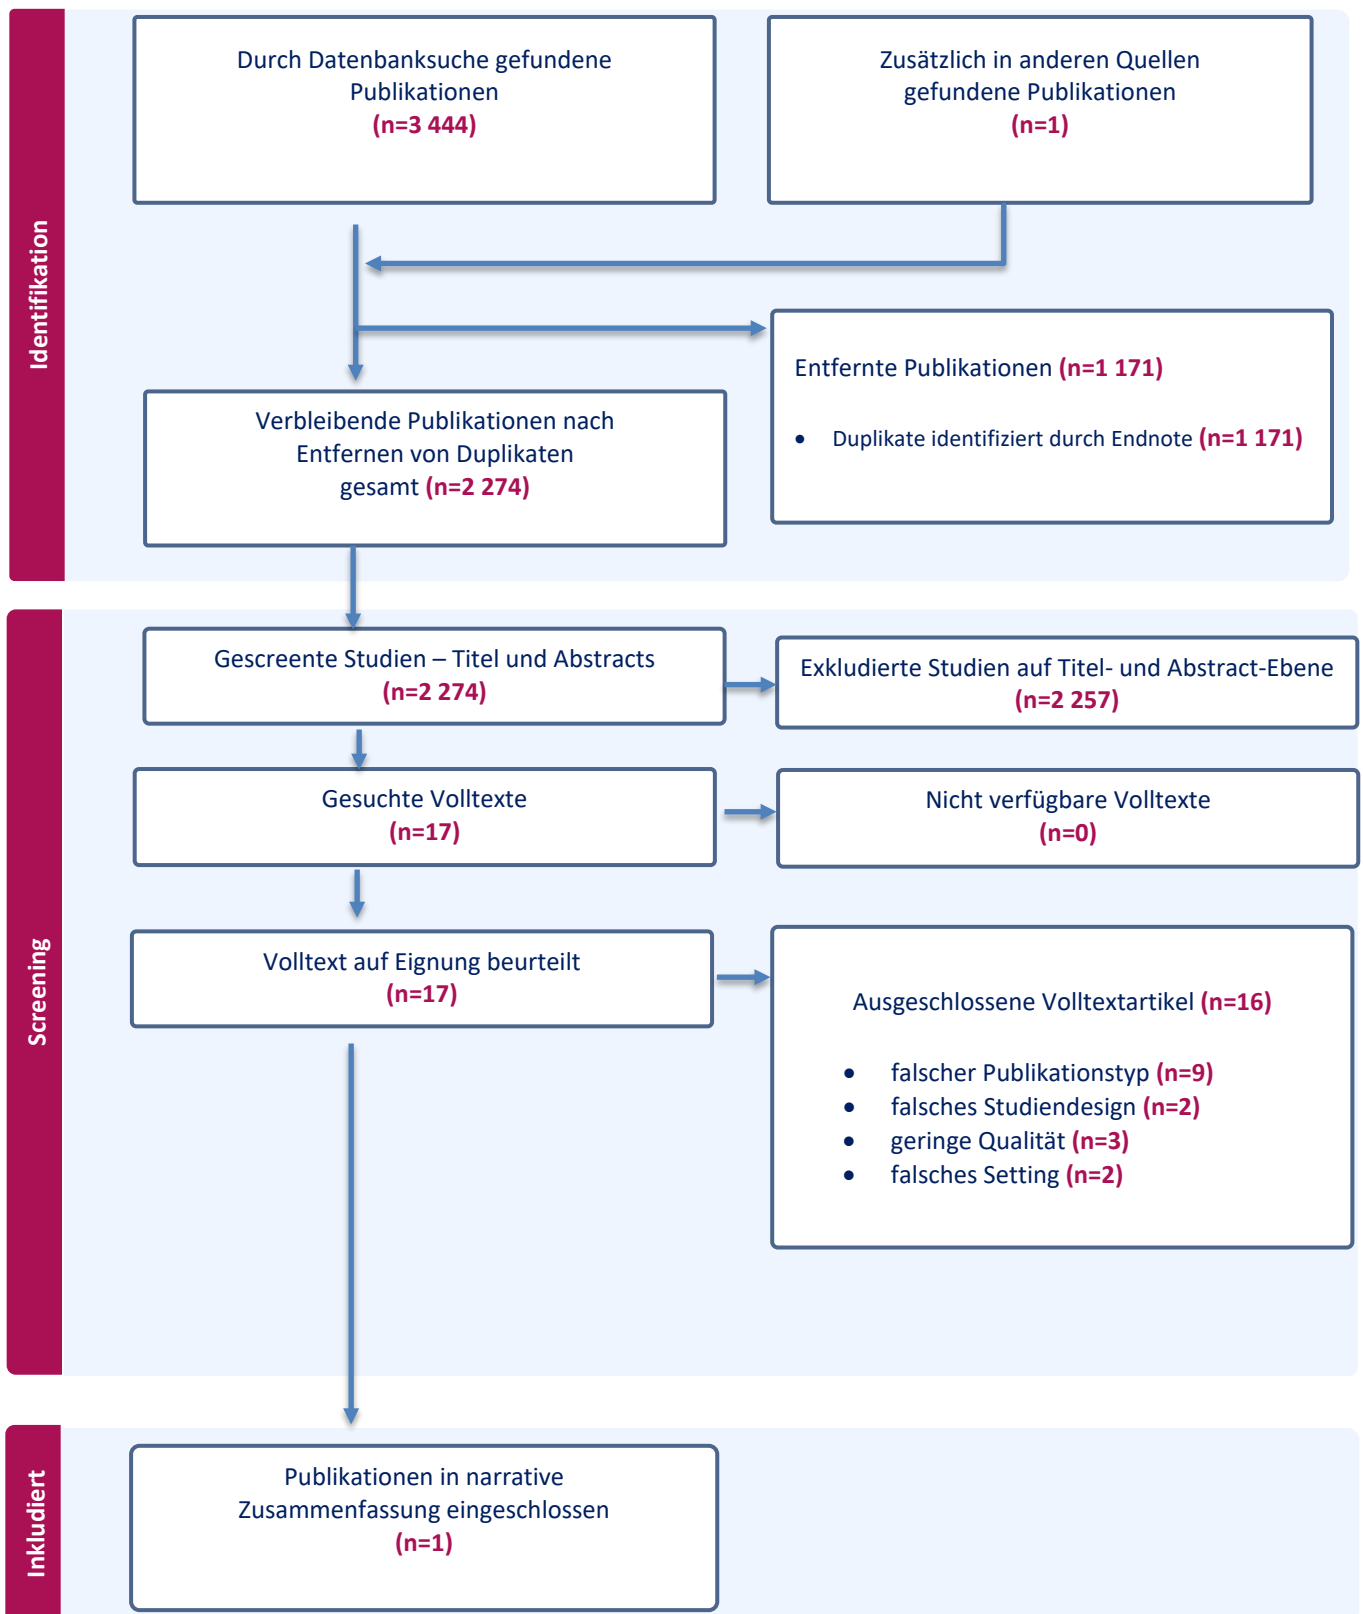 Identifikation
Durch Datenbanksuche gefundene
Publikationen
(n=3 444)
Zusätzlich in anderen Quellen
gefundene Publikationen
(n=1)
Entfernte Publikationen (n=1 171)
• Duplikate identifiziert durch Endnote (n=1 171)
Verbleibende Publikationen nach
Entfernen von Duplikaten
gesamt (n=2 274)
Screening
Gescreente Studien – Titel und Abstracts
(n=2 274)
Exkludierte Studien auf Titel- und Abstract-Ebene
(n=2 257)
Gesuchte Volltexte
(n=17)
Nicht verfügbare Volltexte
(n=0)
Volltext auf Eignung beurteilt
(n=17)
Ausgeschlossene Volltextartikel (n=16)
• falscher Publikationstyp (n=9)
• falsches Studiendesign (n=2)
• geringe Qualität (n=3)
• falsches Setting (n=2)
Inkludiert
Publikationen in narrative
Zusammenfassung eingeschlossen
(n=1)